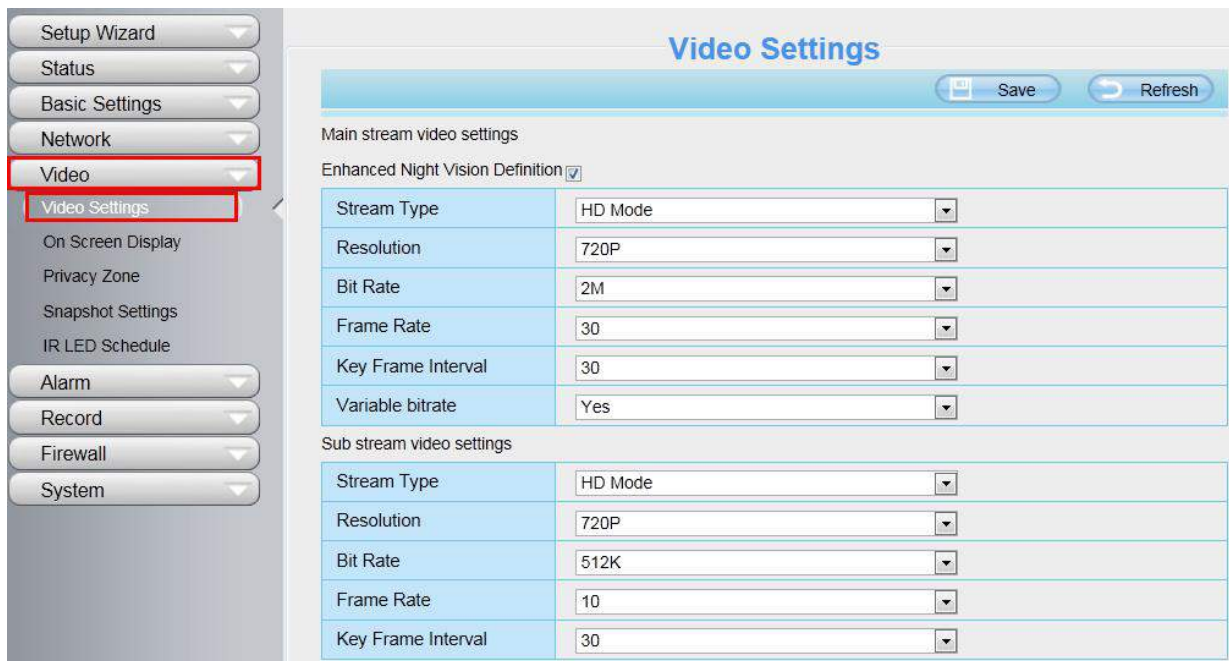 Setup Wizard
Status
Basic Settings
Network
Video
Video Settings
On Screen Display
Privacy Zone
Snapshot Settings
IR LED Schedule
Alarm
Record
Firewall
System
Video Settings
Save Refresh
Main stream video settings
Enhanced Night Vision Definition
Stream Type HD Mode
Resolution 720P
Bit Rate 2M
Frame Rate 30
Key Frame Interval 30
Variable bitrate Yes
Sub stream video settings
Stream Type HD Mode
Resolution 720P
Bit Rate 512K
Frame Rate 10
Key Frame Interval 30